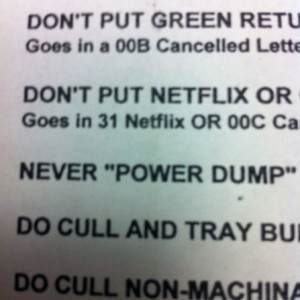 DON'T PUT GREEN RETU
Goes in a 00B Cancelled Lette
DON'T PUT NETFLIX OR
Goes in 31 Netflix OR 00C Ca
NEVER "POWER DUMP"
DO CULL AND TRAY BU
DO CULL NON-MACHINA